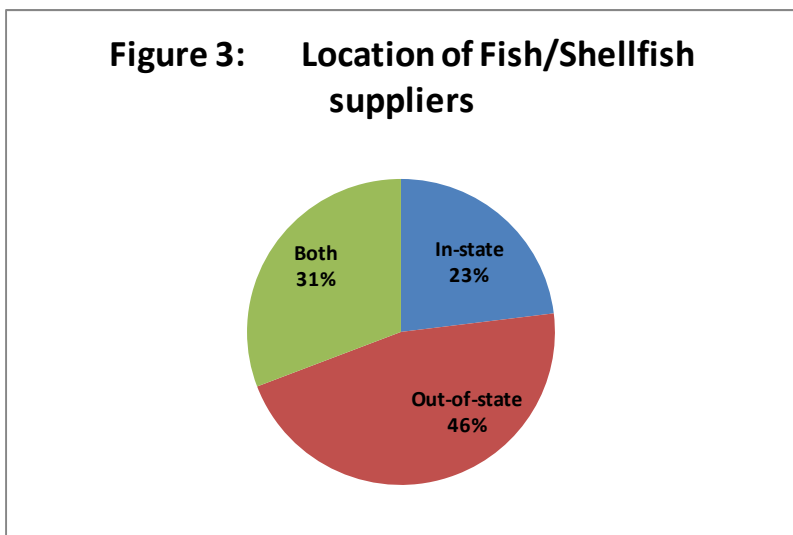 Figure 3: Location of Fish/Shellfish
suppliers
Both
31%
In-state
23%
Out-of-state
46%